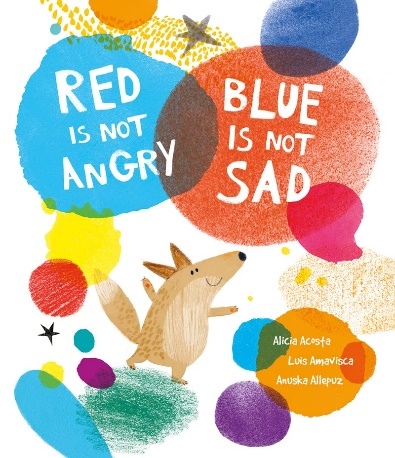 RED
IS NOT
ANGRY
BLUE
IS NOT
SAD
Alicia Acosta
Luis Amavisca
Anuska Allepuz